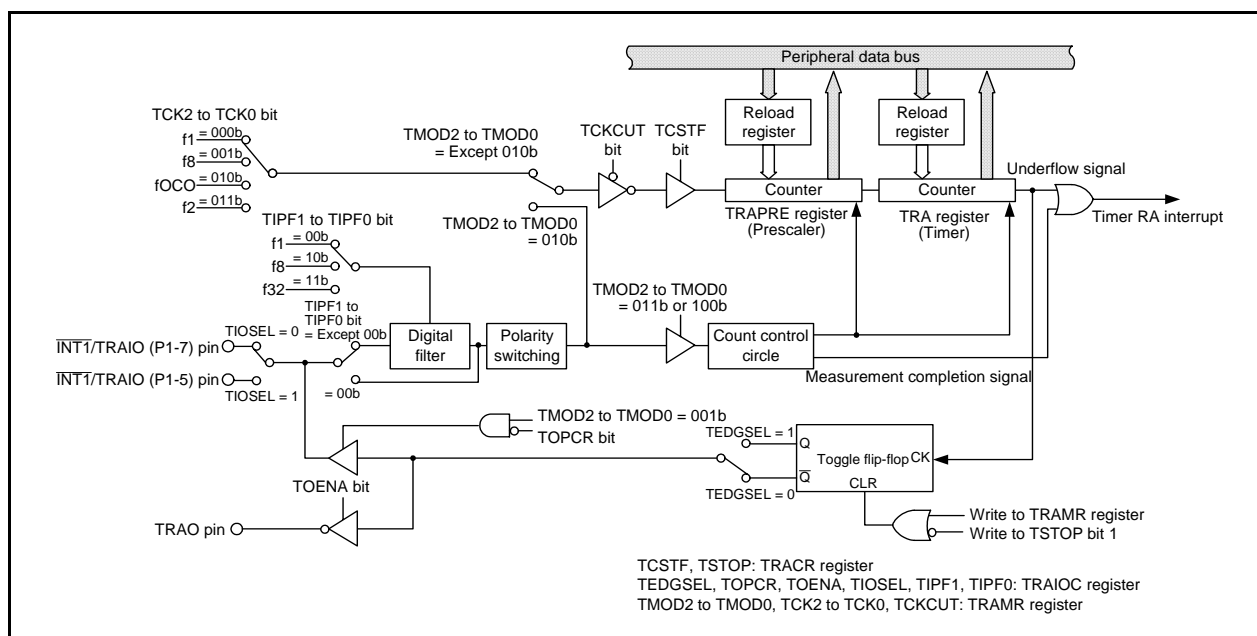 Peripheral data bus
TCK2 to TCK0 bit
f1 = 000b
f8 = 001b
fOCO = 010b
f2 = 011b
TMOD2 to TMOD0
= Except 010b
TMOD2 to TMOD0
= 010b
TCKCUT
bit
TCSTF
bit
Reload
register
Reload
register
Counter
TRAPRE register
(Prescaler)
Counter
TRA register
(Timer)
Underflow signal
Timer RA interrupt
TIPF1 to TIPF0 bit
f1 = 00b
f8 = 10b
f32 = 11b
TIPF1 to
TIPF0 bit
= Except 00b
= 00b
TIOSEL = 0
INT1/TRAIO (P1-7) pin
INT1/TRAIO (P1-5) pin
TIOSEL = 1
Digital
filter
Polarity
switching
TMOD2 to TMOD0
= 011b or 100b
Count control
circle
Measurement completion signal
TMOD2 to TMOD0 = 001b
TOPCR bit
TOENA bit
TRAO pin
TEDGSEL = 1
TEDGSEL = 0
Q
Q
Toggle flip-flop
CK
CLR
Write to TRAMR register
Write to TSTOP bit 1
TCSTF, TSTOP: TRACR register
TEDGSEL, TOPCR, TOENA, TIOSEL, TIPF1, TIPF0: TRAIOC register
TMOD2 to TMOD0, TCK2 to TCK0, TCKCUT: TRAMR register